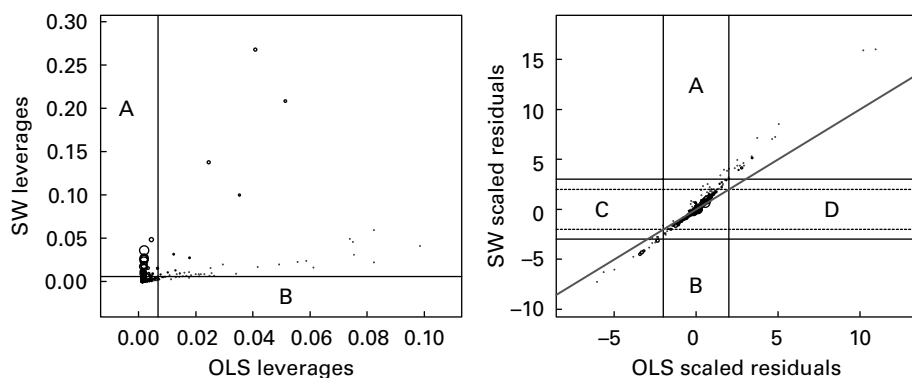 0.30
0.25
0.20
0.15
0.10
0.05
0.00
SW leverages
A
B
0.00 0.02 0.04 0.06 0.08 0.10
OLS leverages
15
10
5
0
−5
−10
SW scaled residuals
A
C
D
B
−5 0 5 10
OLS scaled residuals